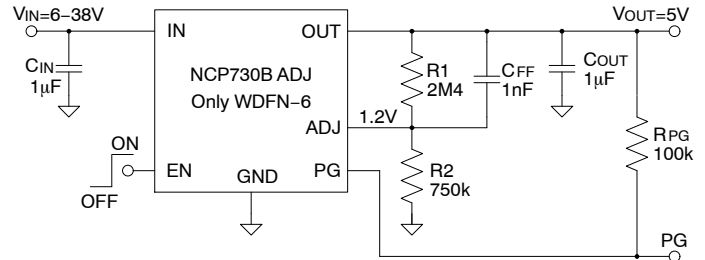 VIN=6–38V
VOUT=5V
IN
OUT
CIN
1μF
NCP730B ADJ
Only WDFN–6
R1
2M4
CFF
1nF
COUT
1μF
ADJ
1.2V
RPG
100k
ON
OFF
EN
GND
PG
R2
750k
PG